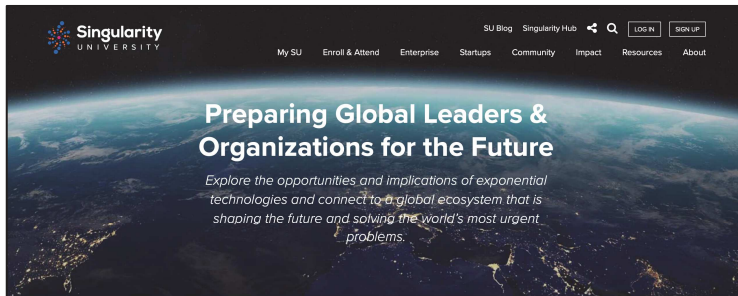 Singularity
UNIVERSITY
SU Blog Singularity Hub LOG IN SIGN UP
My SU Enroll & Attend Enterprise Startups Community Impact Resources About
Preparing Global Leaders &
Organizations for the Future
Explore the opportunities and implications of exponential
technologies and connect to a global ecosystem that is
shaping the future and solving the world's most urgent
problems.